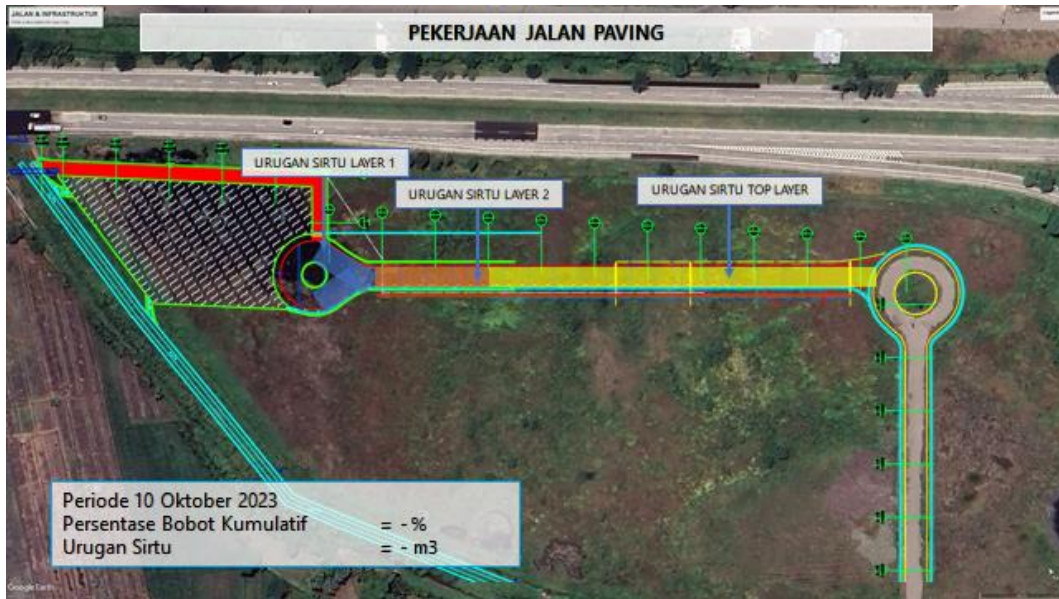 JALAN & INFRASTRUKTUR
PEKERJAAN JALAN PAVING
URUGAN SIRTU LAYER 1
URUGAN SIRTU LAYER 2
URUGAN SIRTU TOP LAYER
Periode 10 Oktober 2023
Persentase Bobot Kumulatif = -%
Urugan Sirtu = - m3
Google Earth